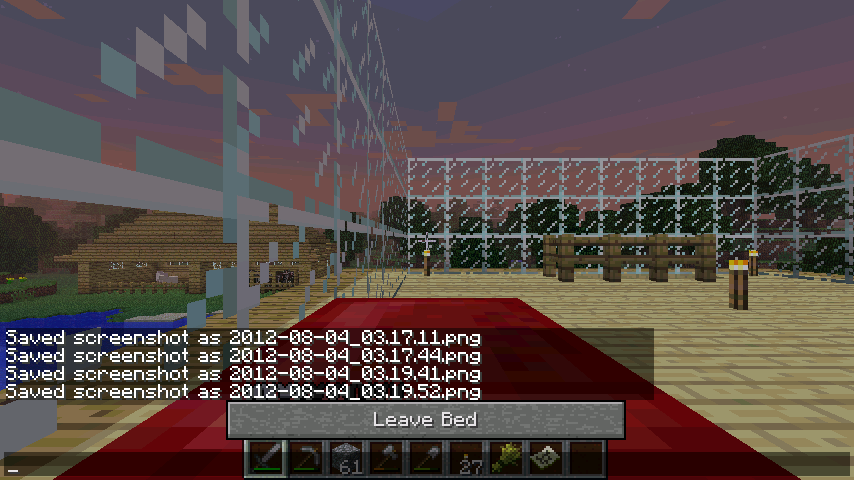 Saved screenshot as 2012-08-04_03.17.11.png
Saved screenshot as 2012-08-04_03.17.44.png
Saved screenshot as 2012-08-04_03.19.41.png
Saved screenshot as 2012-08-04_03.19.52.png
Leave Bed
61 27
_